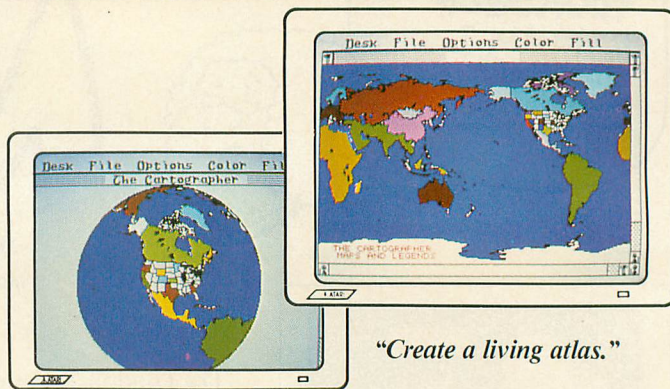 Desk File Options Color Fill
THE CARTOGRAPHER
MAPS AND LEGENDS
ATARI
Desk File Options Color Fil
The Cartographer
"Create a living atlas."